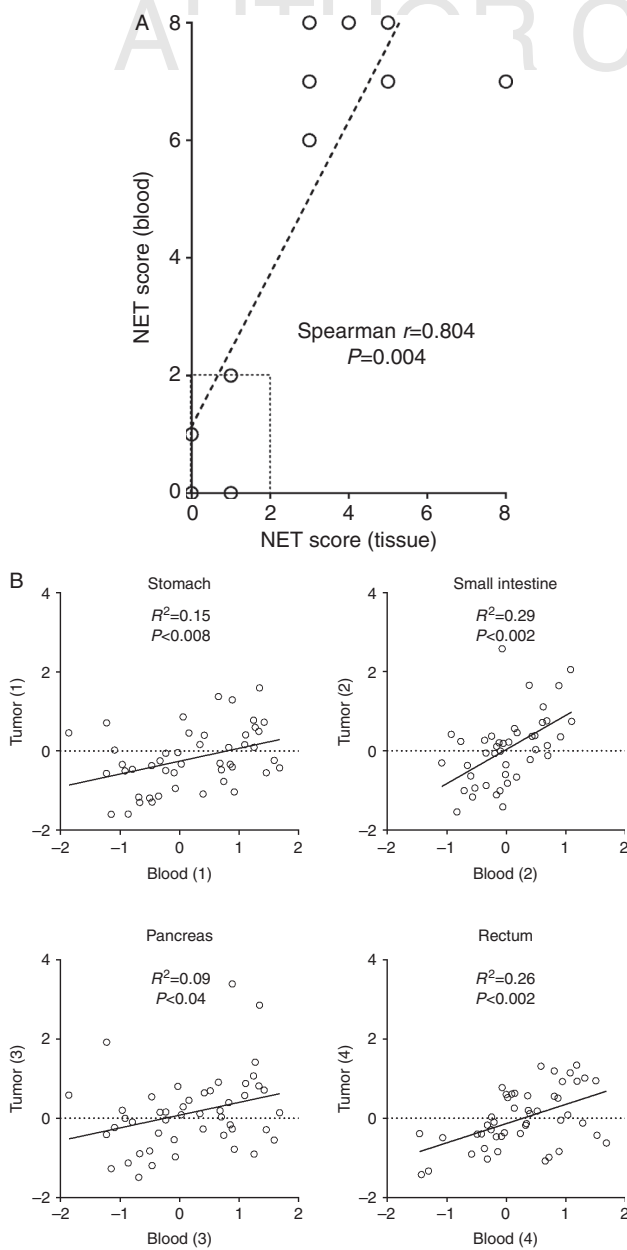 AUTHOR C
A
8
6
4
2
0
NET score (blood)
Spearman r=0.804
P=0.004
0 2 4 6 8
NET score (tissue)
B
Stomach
R²=0.15
P<0.008
4
2
0
−2
Tumor (1)
−2 −1 0 1 2
Blood (1)
Small intestine
R²=0.29
P<0.002
4
2
0
−2
Tumor (2)
−2 −1 0 1 2
Blood (2)
Pancreas
R²=0.09
P<0.04
4
2
0
−2
Tumor (3)
−2 −1 0 1 2
Blood (3)
Rectum
R²=0.26
P<0.002
4
2
0
−2
Tumor (4)
−2 −1 0 1 2
Blood (4)